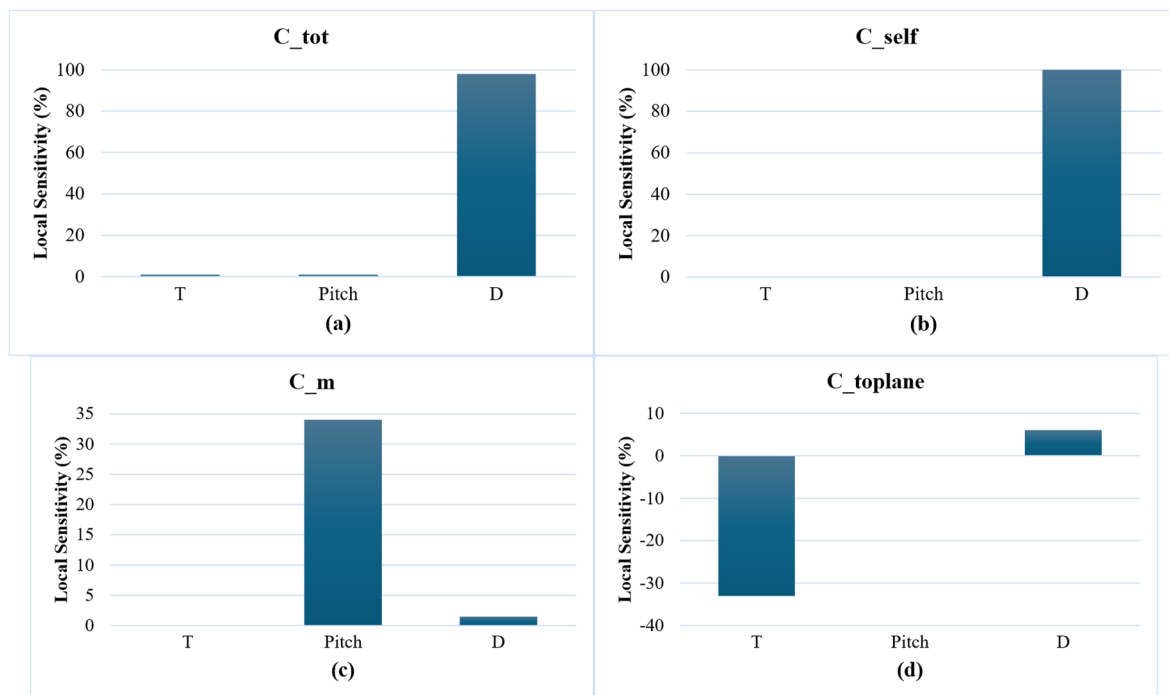 C_tot
Local Sensitivity (%)
100
80
60
40
20
0
T Pitch D
(a)
C_self
Local Sensitivity (%)
100
80
60
40
20
0
T Pitch D
(b)
C_m
Local Sensitivity (%)
35
30
25
20
15
10
5
0
T Pitch D
(c)
C_toplane
Local Sensitivity (%)
10
0
-10
-20
-30
-40
T Pitch D
(d)